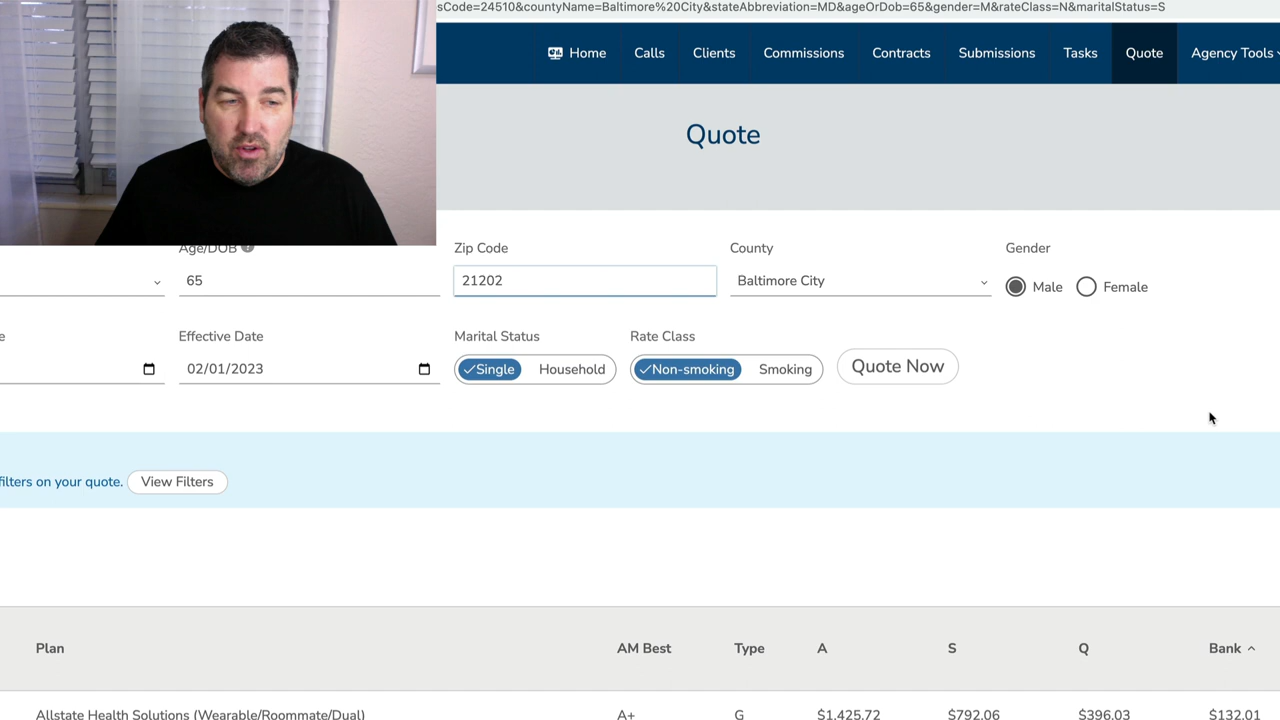 sCode=24510&countyName=Baltimore%20City&stateAbbreviation=MD&ageOrDob=65&gender=M&rateClass=N&maritalStatus=S
Home Calls Clients Commissions Contracts Submissions Tasks Quote Agency Tools
Quote
Age/DOB Zip Code County Gender
65 21202 Baltimore City Male Female
e Effective Date Marital Status Rate Class
02/01/2023 Single Household Non-smoking Smoking Quote Now
filters on your quote. View Filters
Plan AM Best Type A S Q Bank
Allstate Health Solutions (Wearable/Roommate/Dual) A+ G $1,425.72 $792.06 $396.03 $132.01